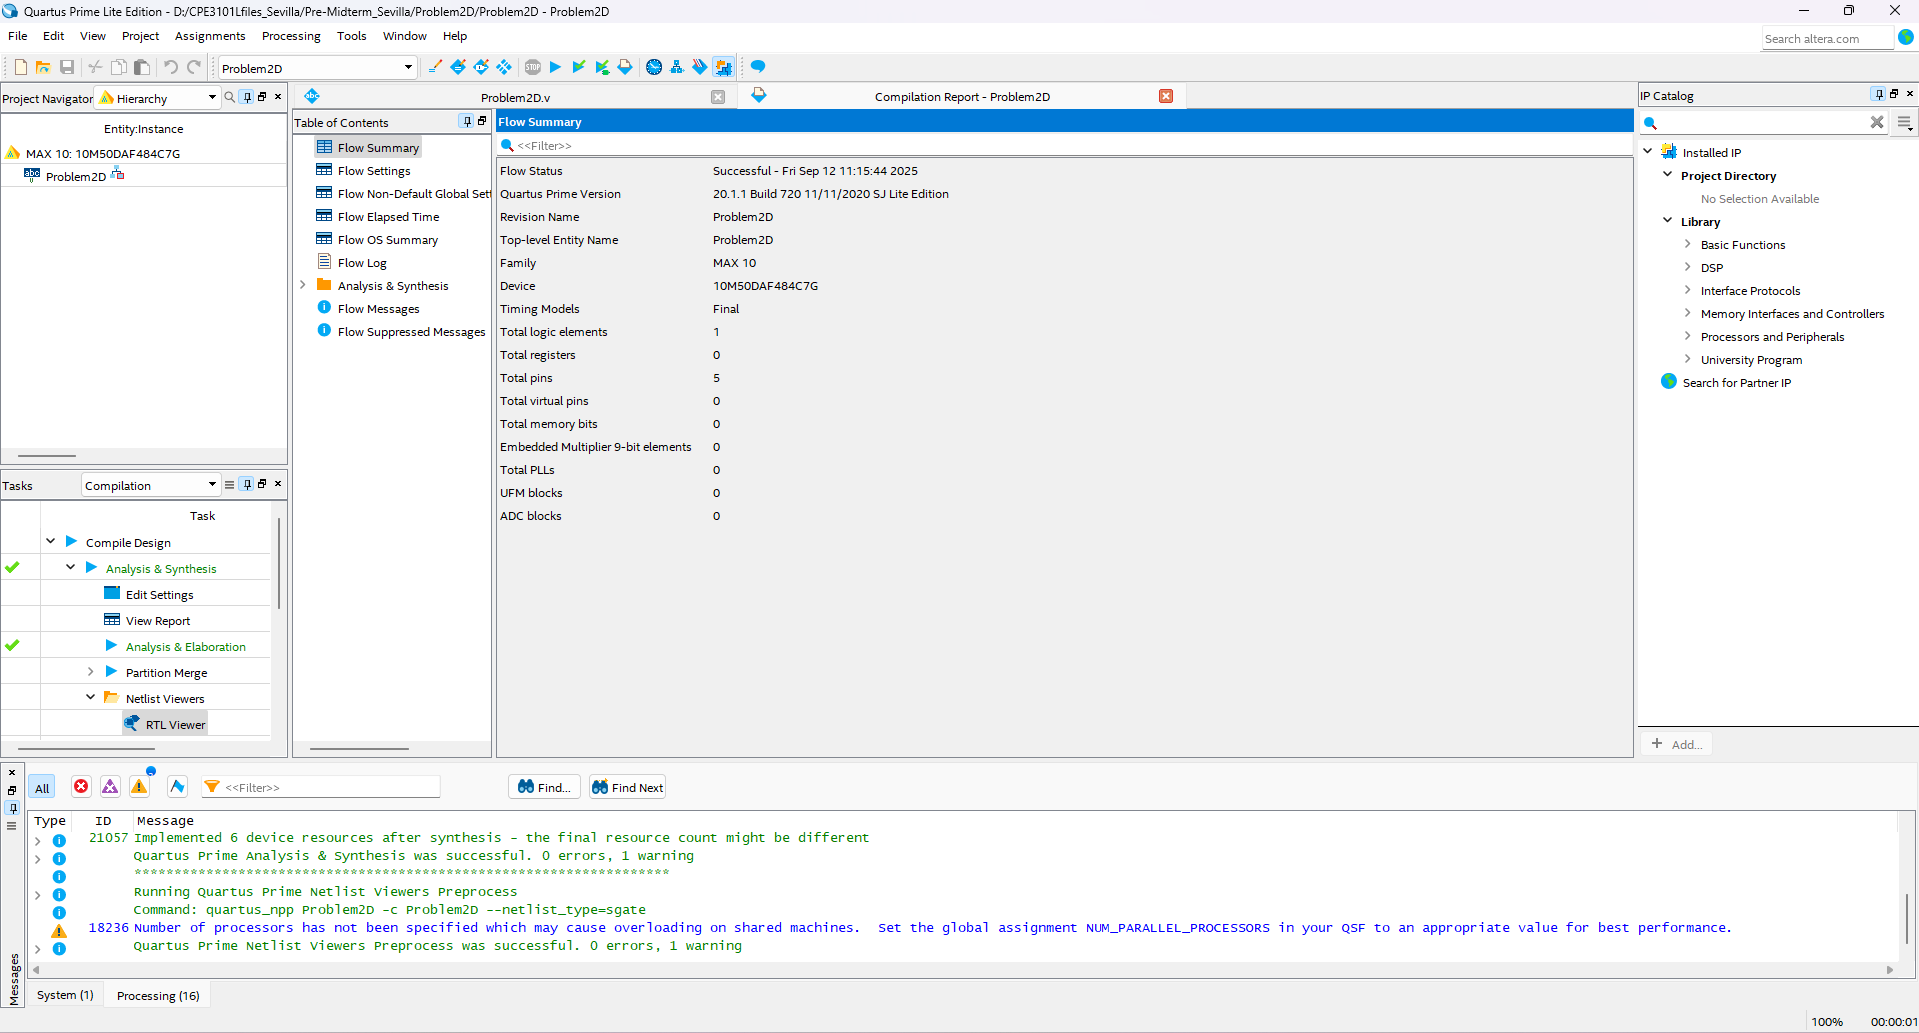 Quartus Prime Lite Edition - D:/CPE3101Lfiles_Sevilla/Pre-Midterm_Sevilla/Problem2D/Problem2D - Problem2D
File Edit View Project Assignments Processing Tools Window Help
Search altera.com
Problem2D
STOP
Project Navigator Hierarchy
Entity:Instance
MAX 10: 10M50DAF484C7G
abc Problem2D
abc Problem2D.v
Compilation Report - Problem2D
Table of Contents
Flow Summary
Flow Settings
Flow Non-Default Global Sett
Flow Elapsed Time
Flow OS Summary
Flow Log
Analysis & Synthesis
Flow Messages
Flow Suppressed Messages
Flow Summary
<<Filter>>
Flow Status Successful - Fri Sep 12 11:15:44 2025
Quartus Prime Version 20.1.1 Build 720 11/11/2020 SJ Lite Edition
Revision Name Problem2D
Top-level Entity Name Problem2D
Family MAX 10
Device 10M50DAF484C7G
Timing Models Final
Total logic elements 1
Total registers 0
Total pins 5
Total virtual pins 0
Total memory bits 0
Embedded Multiplier 9-bit elements 0
Total PLLs 0
UFM blocks 0
ADC blocks 0
IP Catalog
Installed IP
Project Directory
No Selection Available
Library
Basic Functions
DSP
Interface Protocols
Memory Interfaces and Controllers
Processors and Peripherals
University Program
Search for Partner IP
+ Add...
Tasks Compilation
Task
Compile Design
Analysis & Synthesis
Edit Settings
View Report
Analysis & Elaboration
Partition Merge
Netlist Viewers
RTL Viewer
All <<Filter>> Find... Find Next
Type ID Message
21057 Implemented 6 device resources after synthesis - the final resource count might be different
Quartus Prime Analysis & Synthesis was successful. 0 errors, 1 warning
*******************************************************************
Running Quartus Prime Netlist Viewers Preprocess
Command: quartus_npp Problem2D -c Problem2D --netlist_type=sgate
18236 Number of processors has not been specified which may cause overloading on shared machines.  Set the global assignment NUM_PARALLEL_PROCESSORS in your QSF to an appropriate value for best performance.
Quartus Prime Netlist Viewers Preprocess was successful. 0 errors, 1 warning
Messages
System (1) Processing (16)
100% 00:00:01